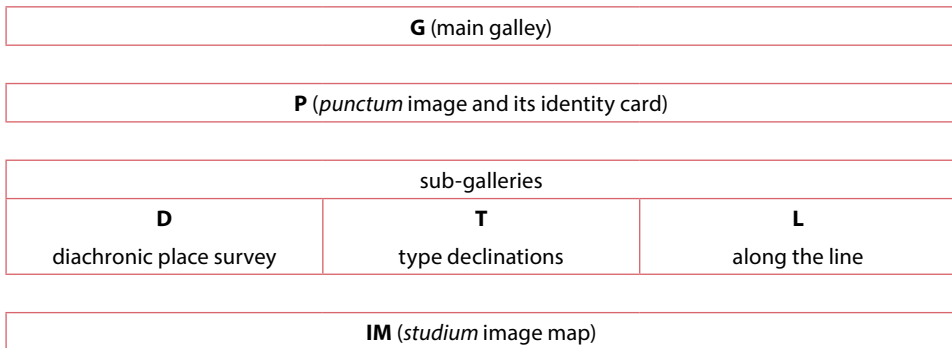 G (main galley)
P (punctum image and its identity card)
sub-galleries
D
T
L
diachronic place survey
type declinations
along the line
IM (studium image map)